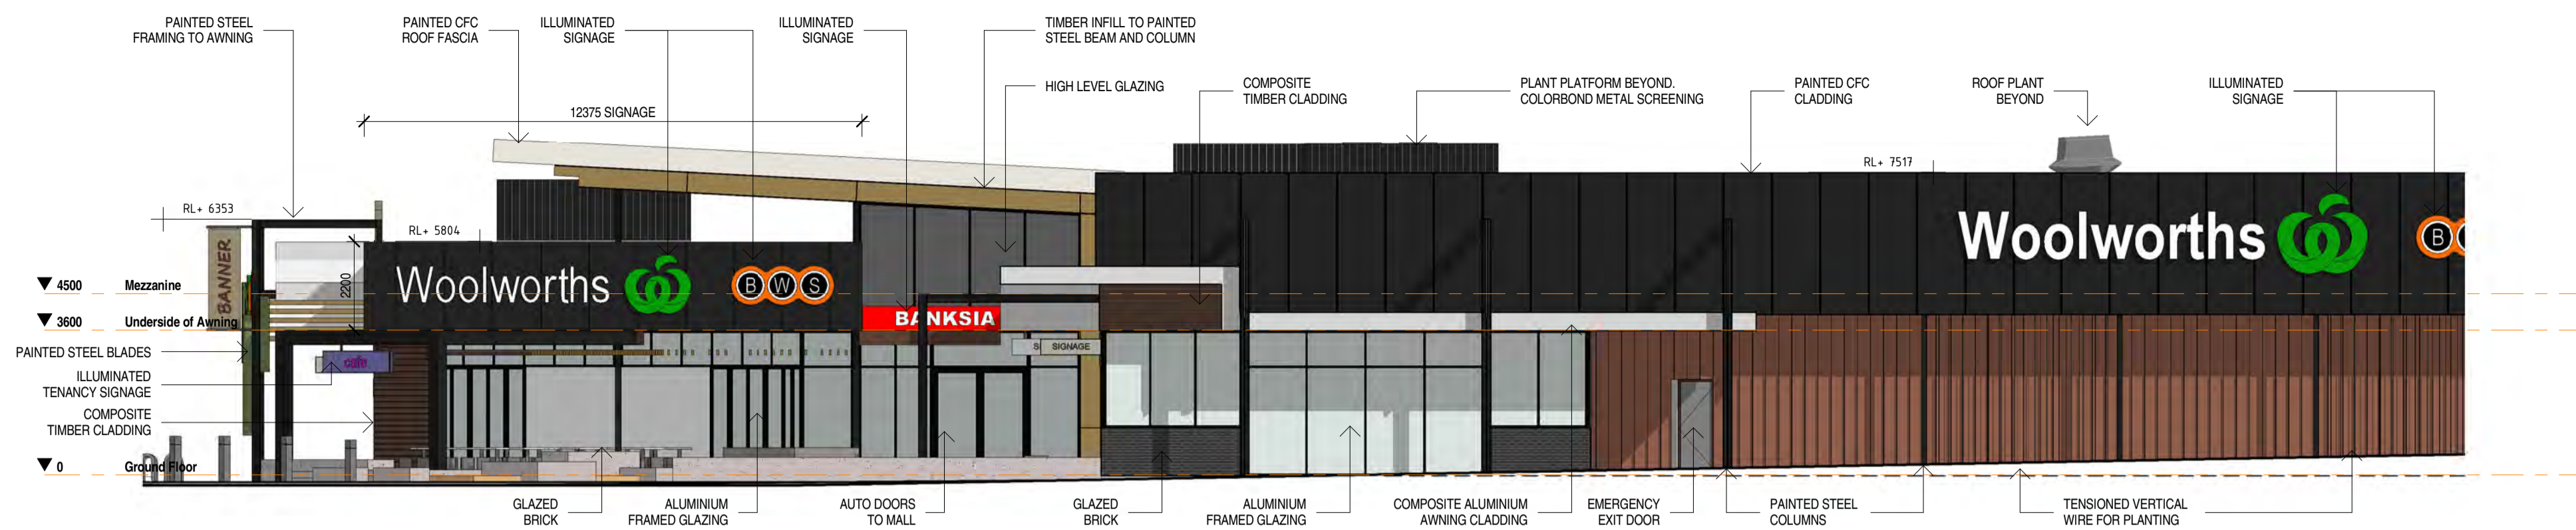 PAINTED STEEL
FRAMING TO AWNING
PAINTED CFC
ROOF FASCIA
ILLUMINATED
SIGNAGE
ILLUMINATED
SIGNAGE
TIMBER INFILL TO PAINTED
STEEL BEAM AND COLUMN
HIGH LEVEL GLAZING
COMPOSITE
TIMBER CLADDING
PLANT PLATFORM BEYOND.
COLORBOND METAL SCREENING
PAINTED CFC
CLADDING
ROOF PLANT
BEYOND
ILLUMINATED
SIGNAGE
12375 SIGNAGE
RL+ 7517
RL+ 6353
RL+ 5804
BANNER
2200
Woolworths
BWS
Woolworths
B
4500 Mezzanine
3600 Underside of Awning
BANKSIA
S SIGNAGE
cafe
PAINTED STEEL BLADES
ILLUMINATED
TENANCY SIGNAGE
COMPOSITE
TIMBER CLADDING
0 Ground Floor
GLAZED
BRICK
ALUMINIUM
FRAMED GLAZING
AUTO DOORS
TO MALL
GLAZED
BRICK
ALUMINIUM
FRAMED GLAZING
COMPOSITE ALUMINIUM
AWNING CLADDING
EMERGENCY
EXIT DOOR
PAINTED STEEL
COLUMNS
TENSIONED VERTICAL
WIRE FOR PLANTING